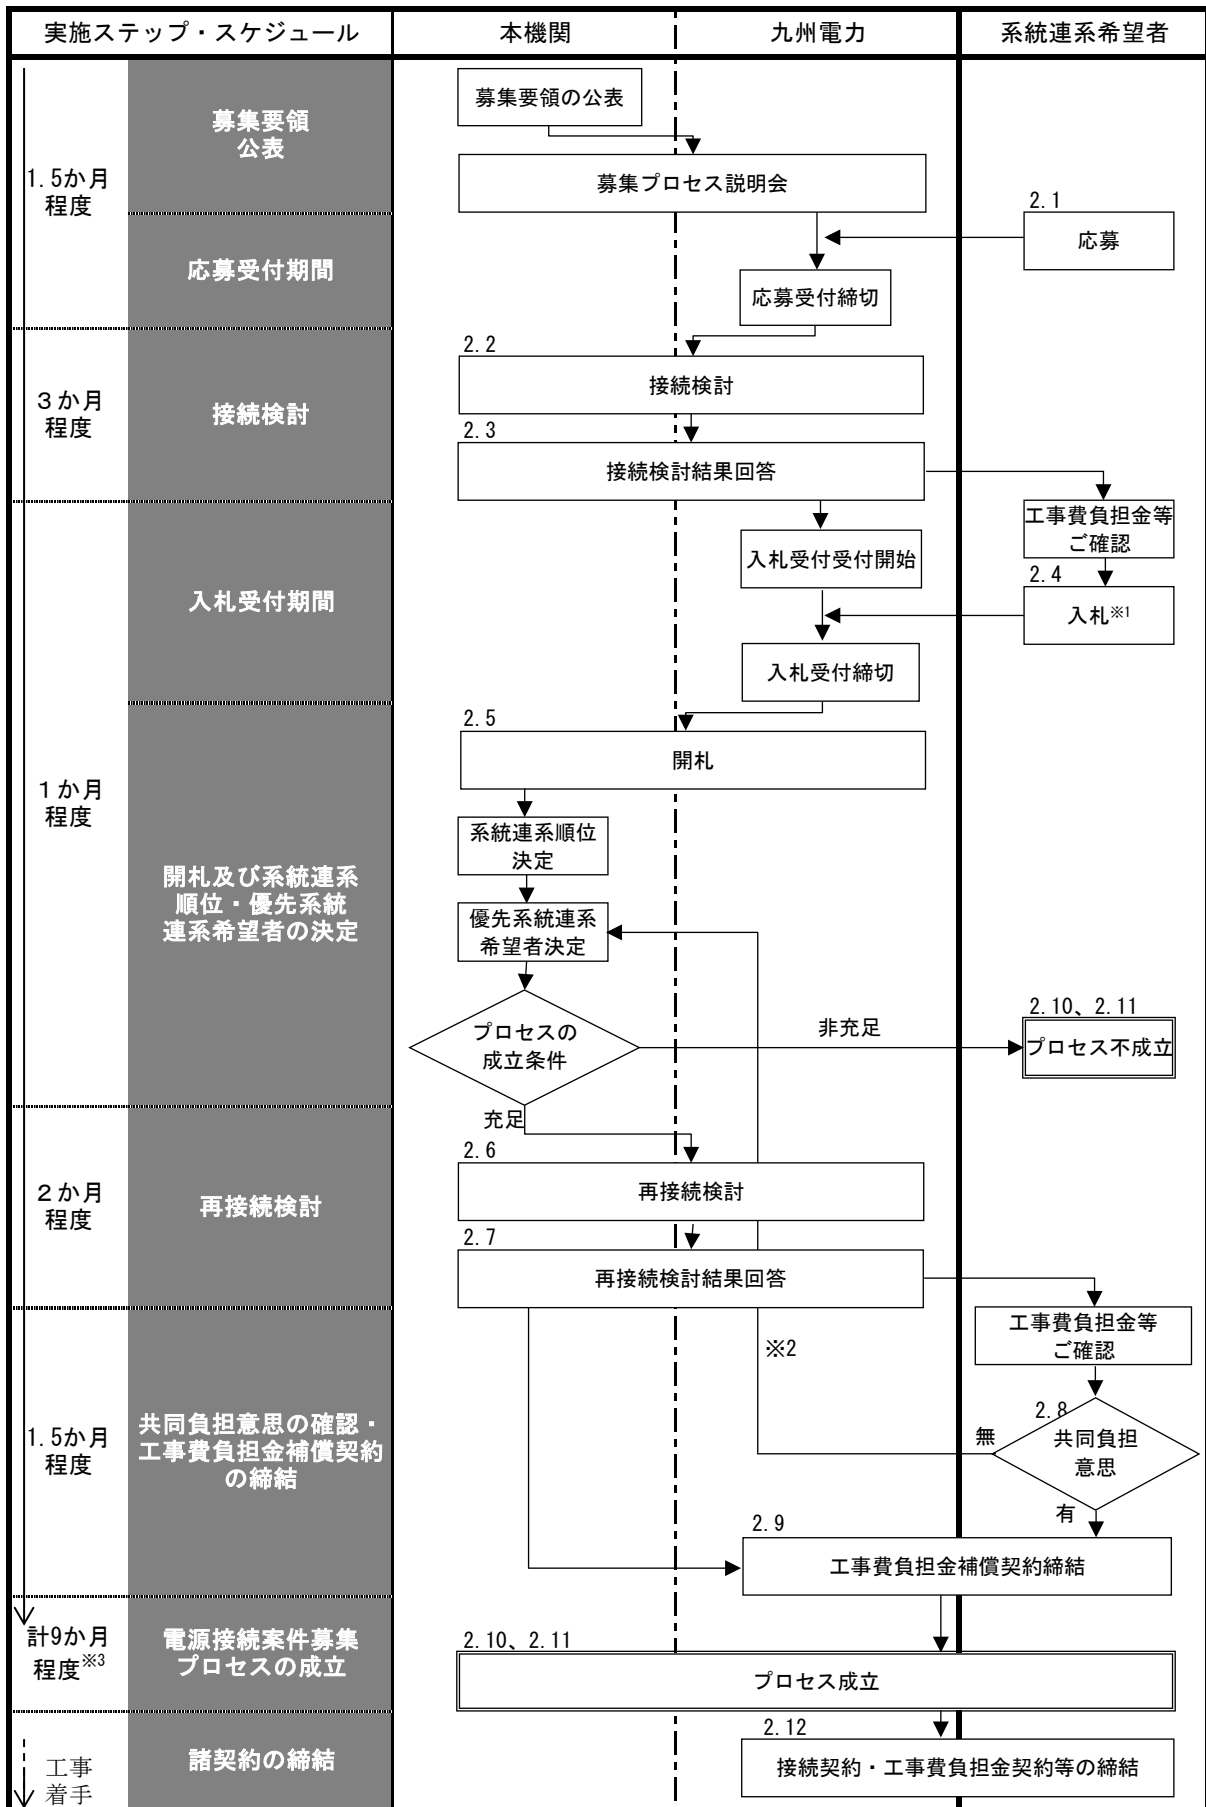 実施ステップ・スケジュール
本機関
九州電力
系統連系希望者
1.5か月
程度
募集要領
公表
募集要領の公表
募集プロセス説明会
2.1
応募
応募受付期間
応募受付締切
3か月
程度
接続検討
2.2
接続検討
2.3
接続検討結果回答
工事費負担金等
ご確認
入札受付期間
入札受付受付開始
2.4
入札※1
入札受付締切
1か月
程度
開札及び系統連系
順位・優先系統
連系希望者の決定
2.5
開札
系統連系順位
決定
優先系統連系
希望者決定
プロセスの
成立条件
非充足
2.10、2.11
プロセス不成立
充足
2か月
程度
再接続検討
2.6
再接続検討
2.7
再接続検討結果回答
工事費負担金等
ご確認
※2
1.5か月
程度
共同負担意思の確認・
工事費負担金補償契約
の締結
2.8
共同負担
意思
無
有
2.9
工事費負担金補償契約締結
計9か月
程度※3
電源接続案件募集
プロセスの成立
2.10、2.11
プロセス成立
工事
着手
諸契約の締結
2.12
接続契約・工事費負担金契約等の締結